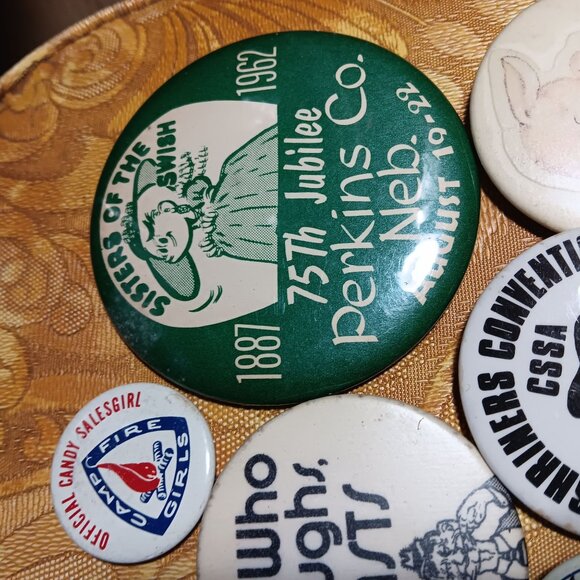 SISTERS OF THE
SWISH
1887 1962
75Th Jubilee
Perkins Co.
Neb.
AUGUST 19-22
OFFICIAL CANDY SALESGIRL
CAMP FIRE GIRLS
who
SHRINERS
CSSA